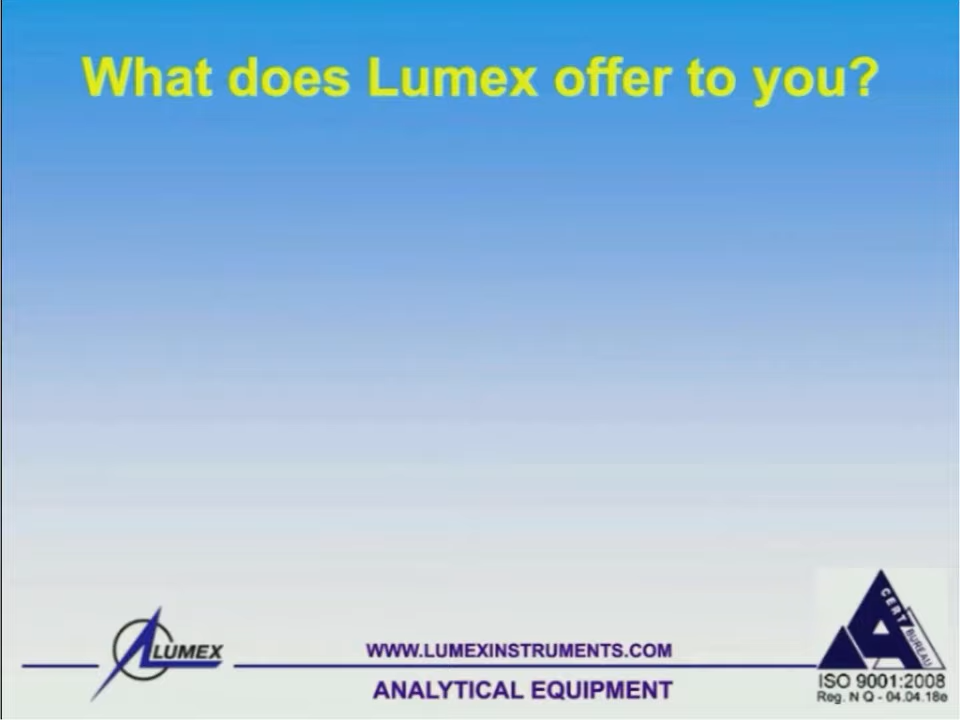 What does Lumex offer to you?
LUMEX
WWW.LUMEXINSTRUMENTS.COM
ANALYTICAL EQUIPMENT
CERT BUREAU
ISO 9001:2008
Reg. N Q - 04.04.18e